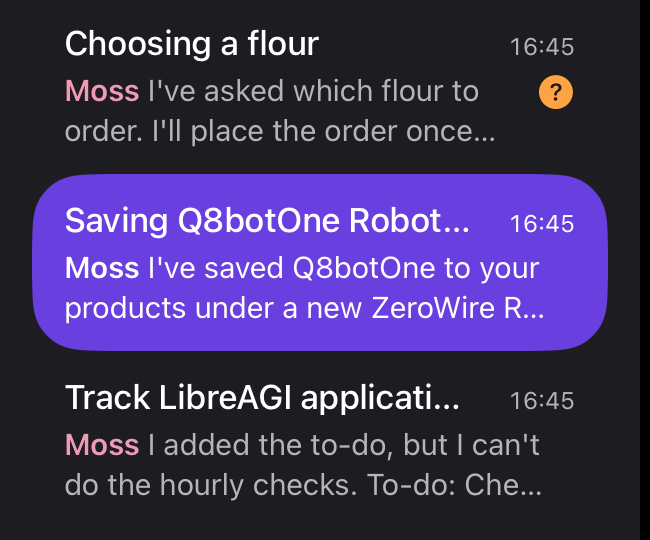 Choosing a flour
16:45
Moss I've asked which flour to
order. I'll place the order once...
?
Saving Q8botOne Robot...
16:45
Moss I've saved Q8botOne to your
products under a new ZeroWire R...
Track LibreAGI applicati...
16:45
Moss I added the to-do, but I can't
do the hourly checks. To-do: Che...